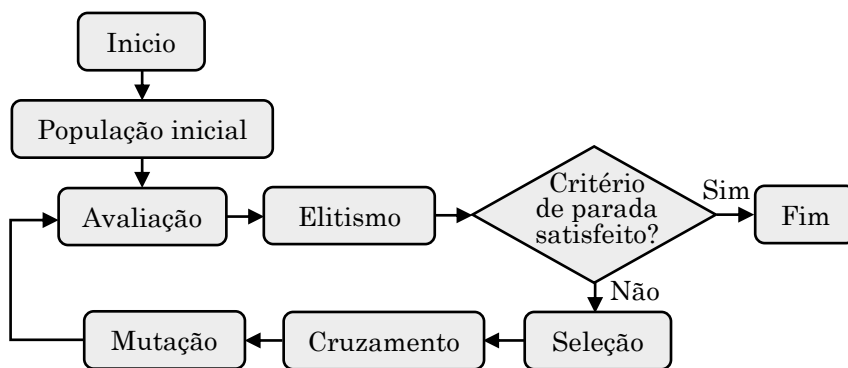 Inicio
População inicial
Avaliação
Elitismo
Critério
de parada
satisfeito?
Sim
Fim
Não
Seleção
Cruzamento
Mutação